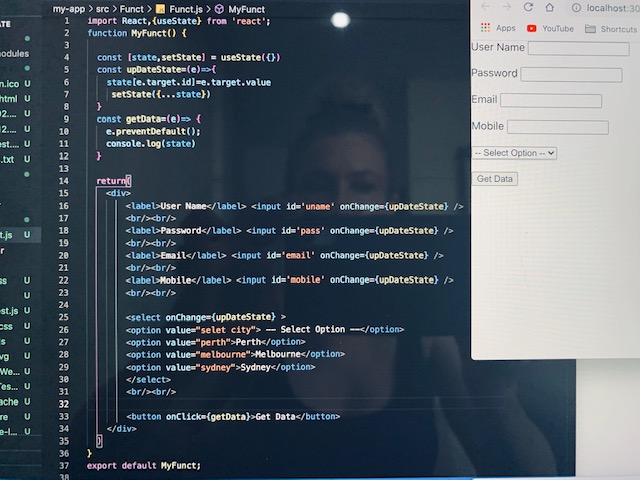 my-app > src > Funct > Funct.js > MyFunct
1 import React,{useState} from 'react';
2 function MyFunct() {
3
4 const [state,setState] = useState({})
5 const upDateState=(e)=>{
6 state[e.target.id]=e.target.value
7 setState({...state})
8 }
9 const getData=(e)=> {
10 e.preventDefault();
11 console.log(state)
12 }
13
14 return(
15 <div>
16 <label>User Name</label> <input id='uname' onChange={upDateState} />
17 <br/><br/>
18 <label>Password</label> <input id='pass' onChange={upDateState} />
19 <br/><br/>
20 <label>Email</label> <input id='email' onChange={upDateState} />
21 <br/><br/>
22 <label>Mobile</label> <input id='mobile' onChange={upDateState} />
23 <br/><br/>
24
25 <select onChange={upDateState} >
26 <option value="selet city"> -- Select Option --</option>
27 <option value="perth">Perth</option>
28 <option value="melbourne">Melbourne</option>
29 <option value="sydney">Sydney</option>
30 </select>
31 <br/><br/>
32
33 <button onClick={getData}>Get Data</button>
34 </div>
35 )
36 }
37 export default MyFunct;
38
ATE
nodules
n.ico U
html U
02....
12.... U
est.... U
.txt U
t.js U
r
ss U
U
st.js U
css U
ls U
vg U
We... U
Tes... U
ache U
re U
e-l... U
localhost:30
Apps YouTube Shortcuts
User Name
Password
Email
Mobile
-- Select Option --
Get Data